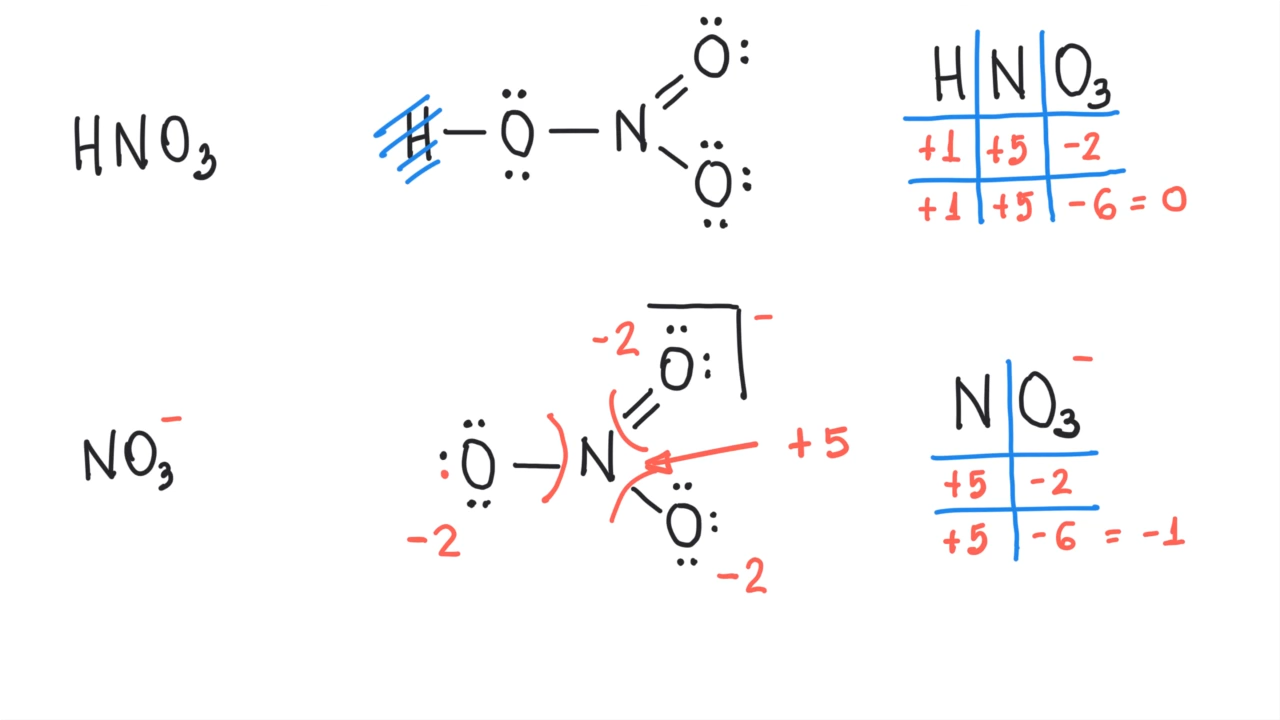 HNO₃
H — O — N
O
O
H N O₃
+1 +5 -2
+1 +5 -6 = 0
NO₃⁻
-2
O
-
O — N
+5
O
-2
-2
N O₃⁻
+5 -2
+5 -6 = -1